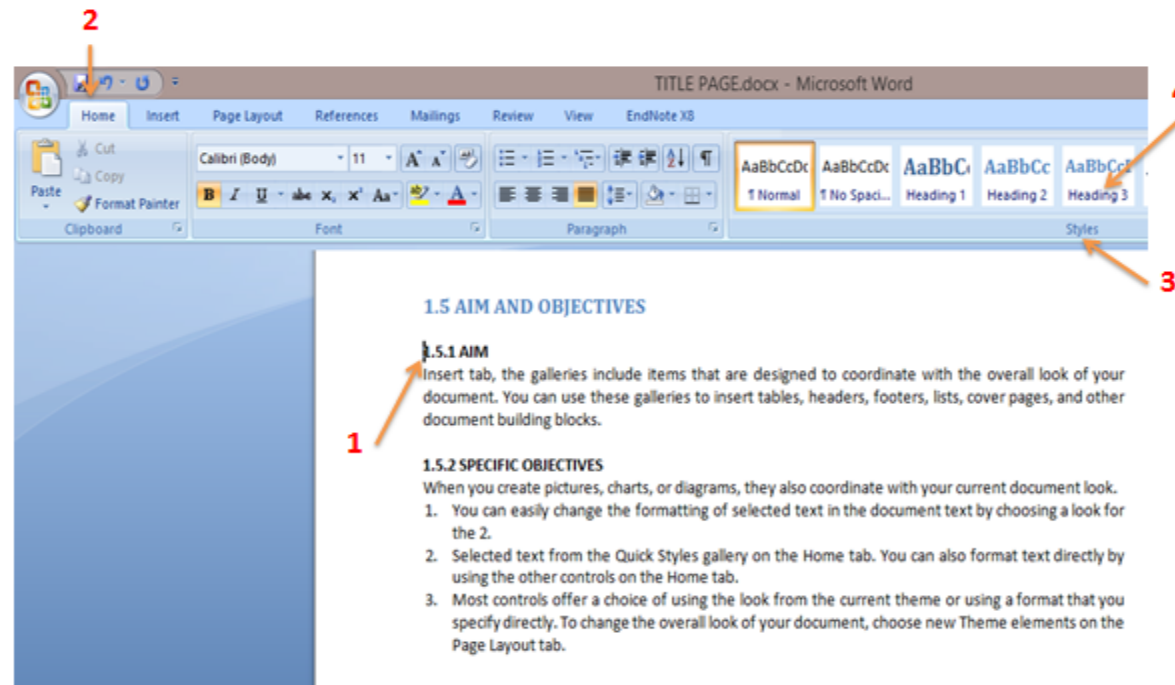 2
TITLE PAGE.docx - Microsoft Word
Home Insert Page Layout References Mailings Review View EndNote X8
Cut
Copy
Paste
Format Painter
Calibri (Body) 11 A A
B I U abe x, x² Aa A
AaBbCcDc AaBbCcDc AaBbC AaBbCc AaBbCcI
¶ Normal ¶ No Spaci... Heading 1 Heading 2 Heading 3
Clipboard Font Paragraph Styles
3
1.5 AIM AND OBJECTIVES
1.5.1 AIM
Insert tab, the galleries include items that are designed to coordinate with the overall look of your
document. You can use these galleries to insert tables, headers, footers, lists, cover pages, and other
document building blocks.
1
1.5.2 SPECIFIC OBJECTIVES
When you create pictures, charts, or diagrams, they also coordinate with your current document look.
1. You can easily change the formatting of selected text in the document text by choosing a look for
the 2.
2. Selected text from the Quick Styles gallery on the Home tab. You can also format text directly by
using the other controls on the Home tab.
3. Most controls offer a choice of using the look from the current theme or using a format that you
specify directly. To change the overall look of your document, choose new Theme elements on the
Page Layout tab.